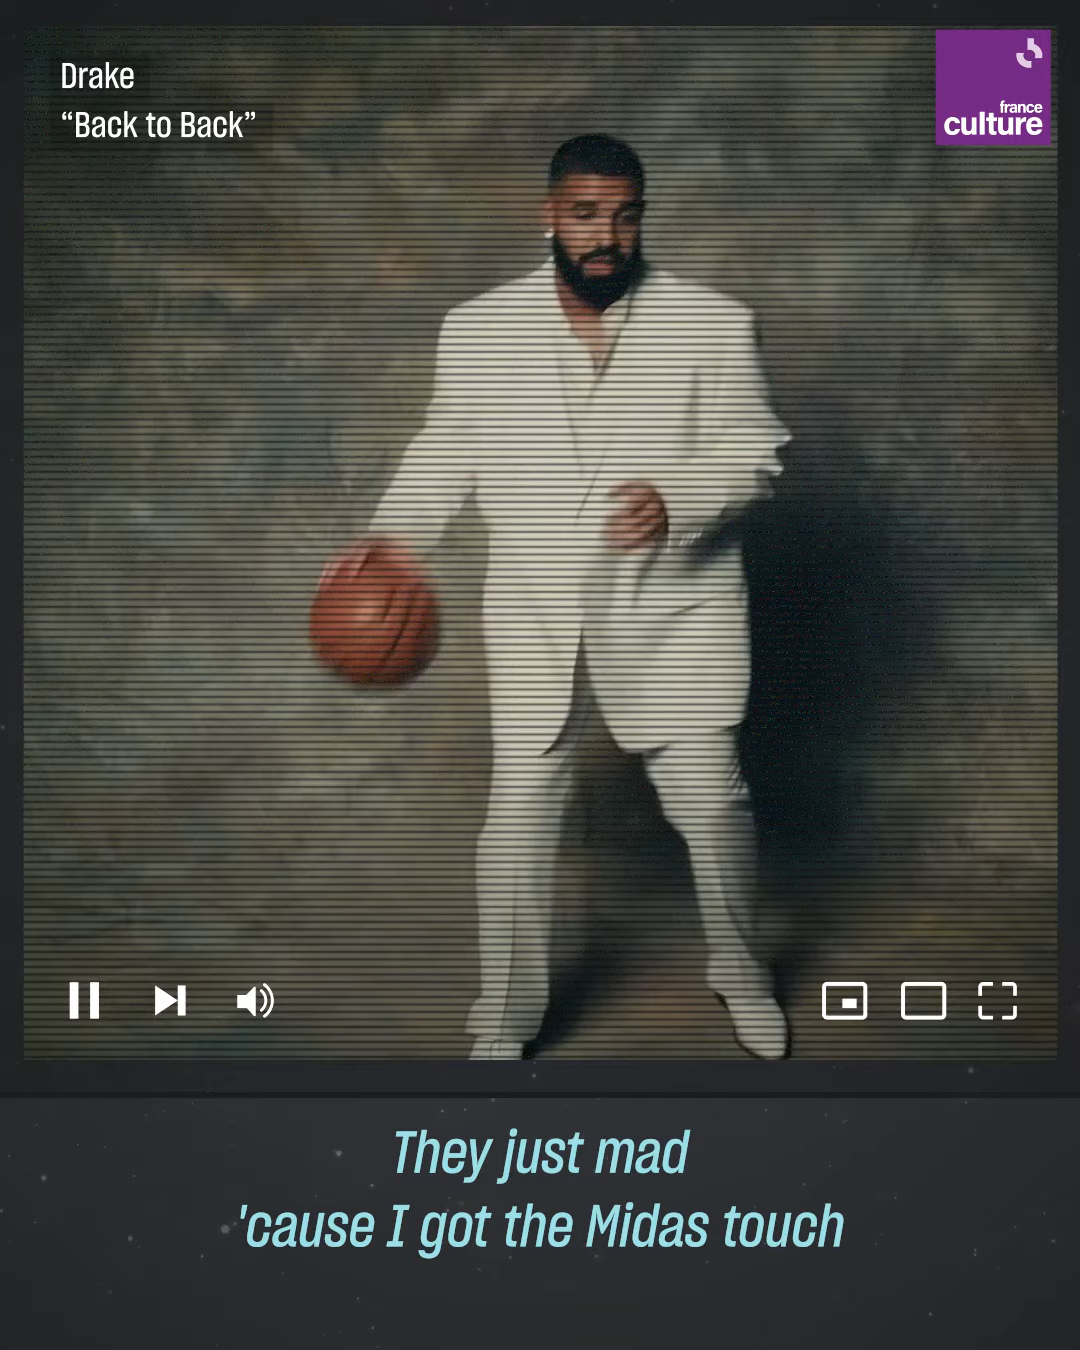 Drake
“Back to Back”
france
culture
They just mad
'cause I got the Midas touch